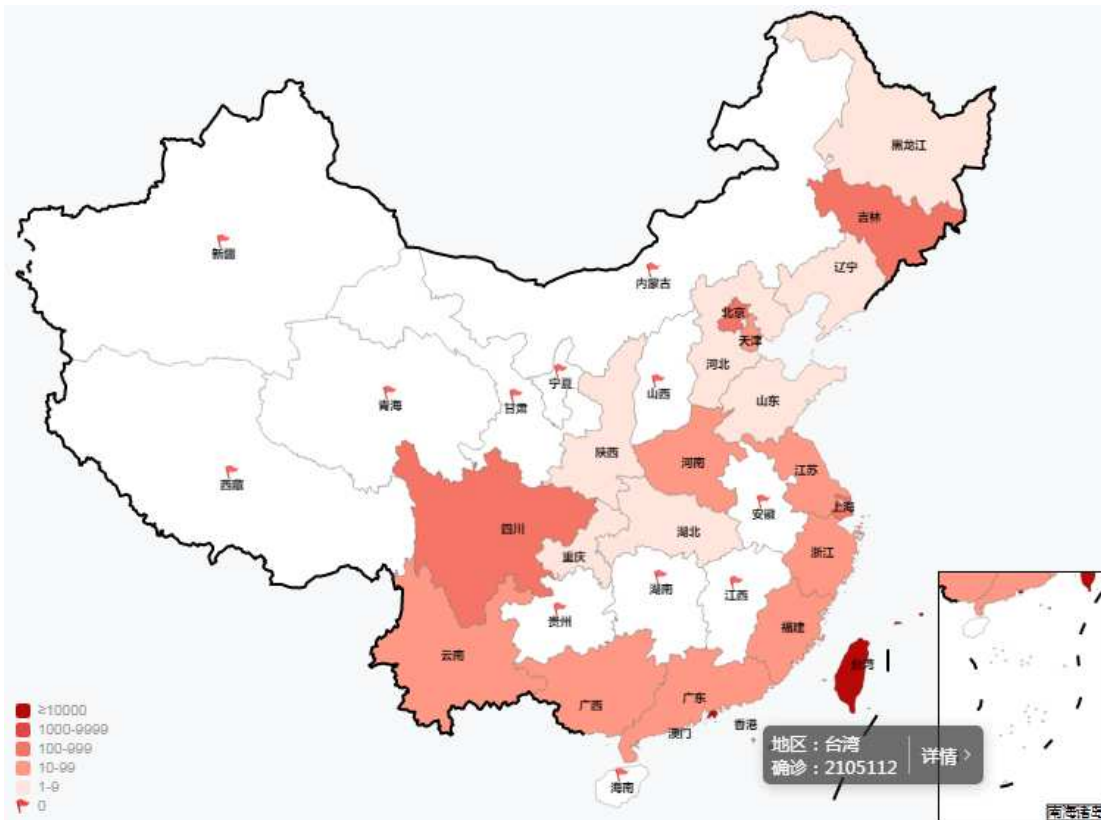 黑龙江
吉林
辽宁
新疆
内蒙古
北京
天津
河北
宁夏
山西
青海
甘肃
山东
陕西
河南
江苏
西藏
安徽
上海
四川
湖北
重庆
浙江
湖南
江西
贵州
福建
云南
台湾
广西
广东
香港
澳门
海南
地区：台湾
确诊：2105112
详情 >
≥10000
1000-9999
100-999
10-99
1-9
0
南海诸岛